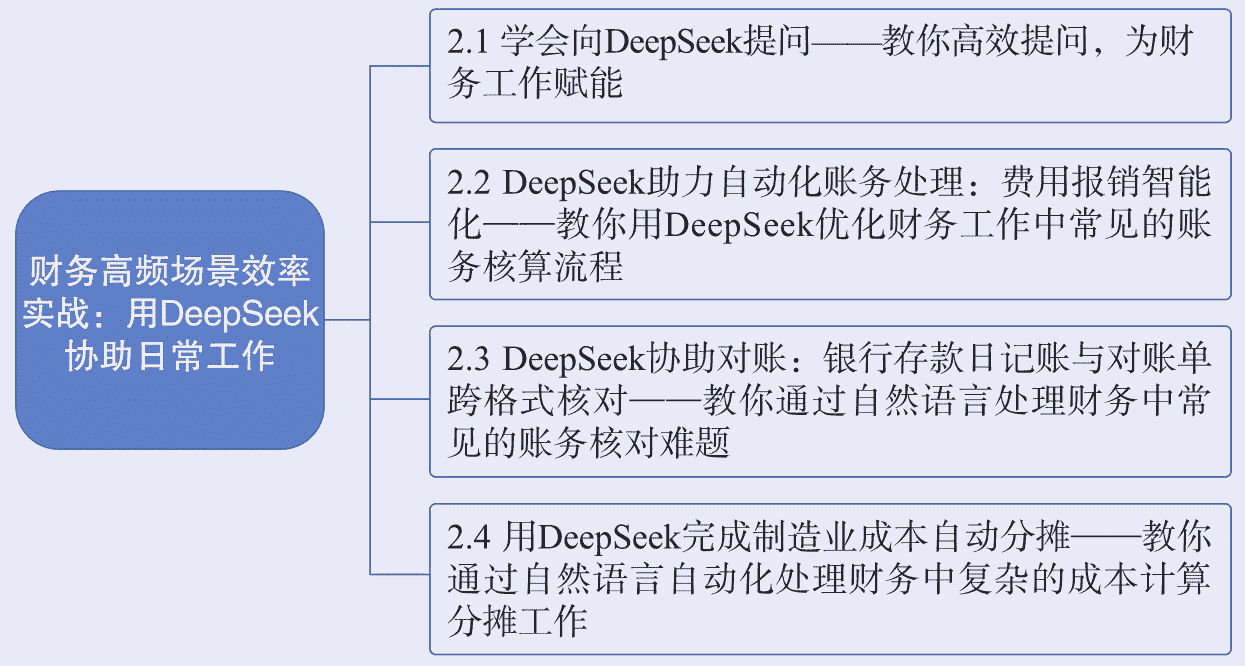 财务高频场景效率
实战：用DeepSeek
协助日常工作
2.1 学会向DeepSeek提问——教你高效提问，为财
务工作赋能
2.2 DeepSeek助力自动化账务处理：费用报销智能
化——教你用DeepSeek优化财务工作中常见的账
务核算流程
2.3 DeepSeek协助对账：银行存款日记账与对账单
跨格式核对——教你通过自然语言处理财务中常
见的账务核对难题
2.4 用DeepSeek完成制造业成本自动分摊——教你
通过自然语言自动化处理财务中复杂的成本计算
分摊工作